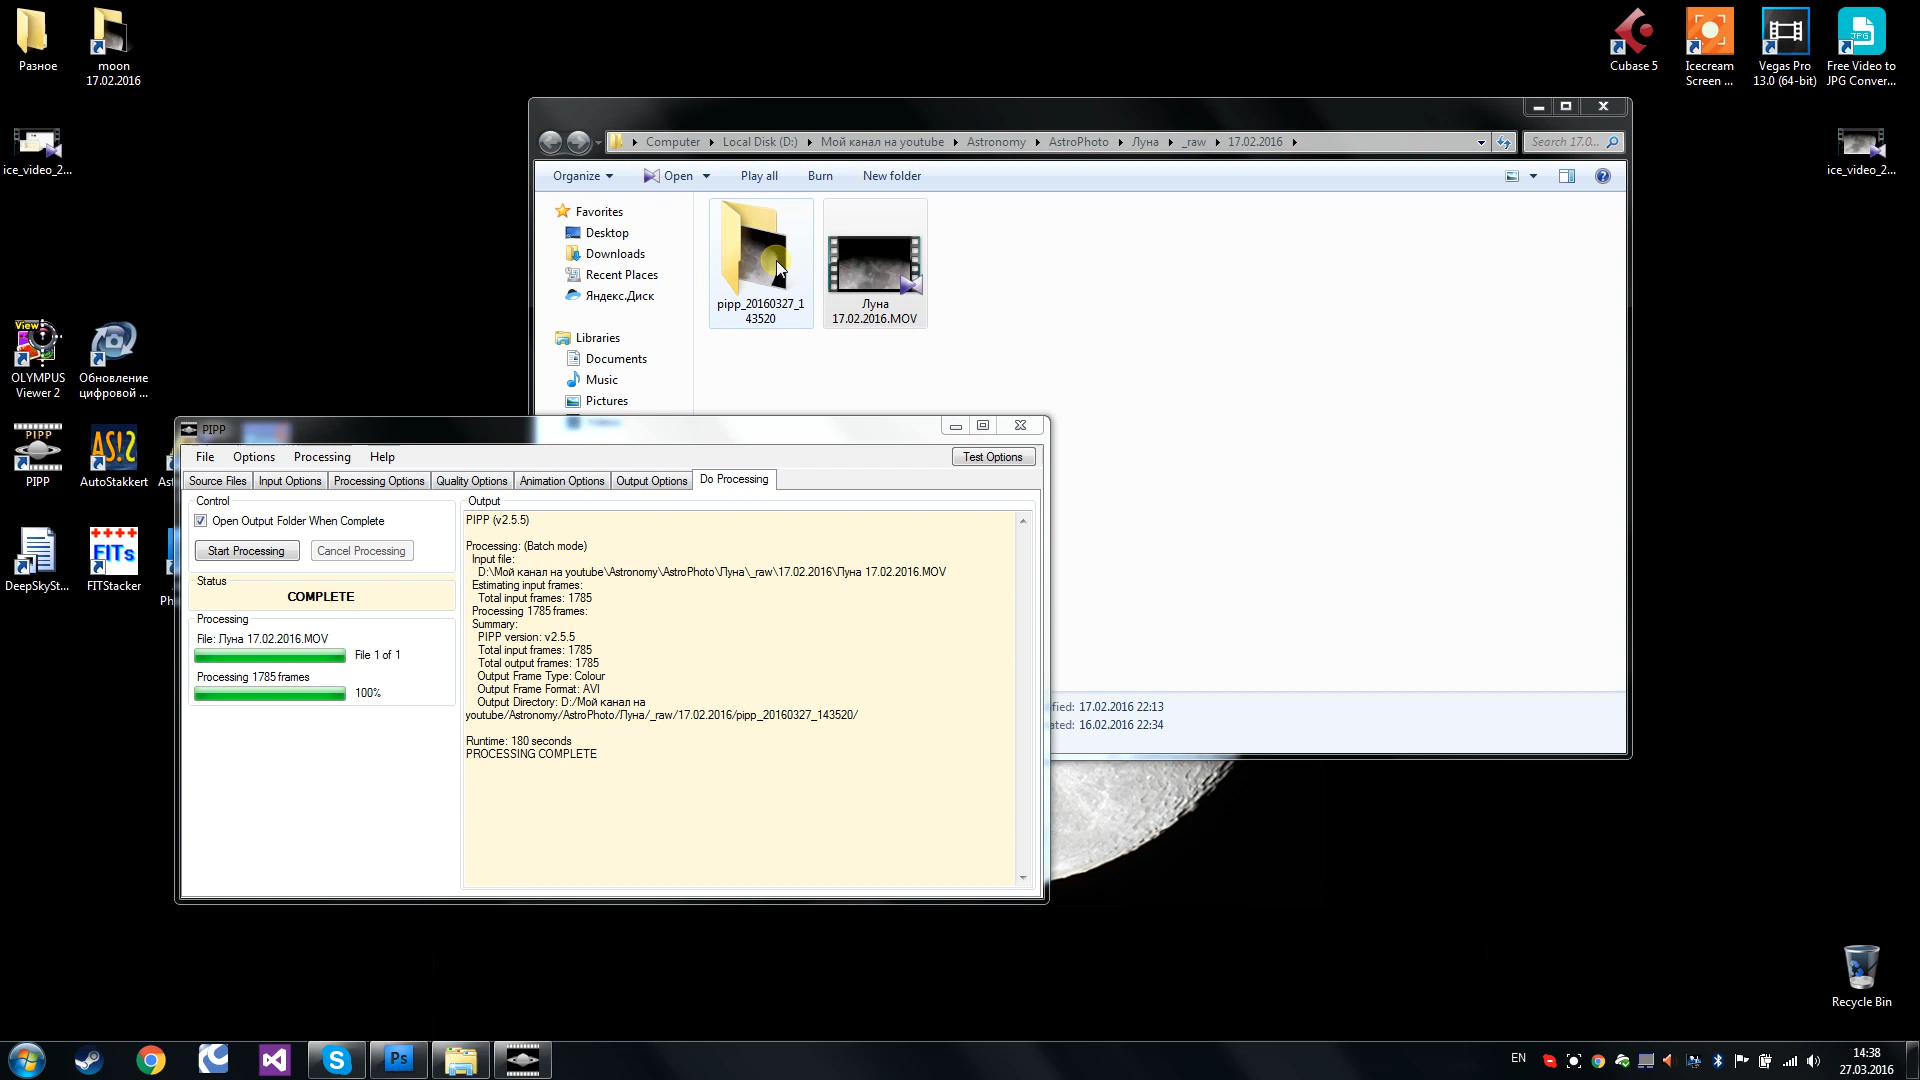 Разное
moon
17.02.2016
ice_video_2...
OLYMPUS
Viewer 2
Обновление
цифровой ...
PIPP
AutoStakkert
DeepSkySt...
FITStacker
Cubase 5
Icecream
Screen ...
Vegas Pro
13.0 (64-bit)
Free Video to
JPG Conver...
ice_video_2...
Recycle Bin
Computer
Local Disk (D:)
Мой канал на youtube
Astronomy
AstroPhoto
Луна
_raw
17.02.2016
Search 17.0...
Organize
Open
Play all
Burn
New folder
Favorites
Desktop
Downloads
Recent Places
Яндекс.Диск
Libraries
Documents
Music
Pictures
pipp_20160327_1
43520
Луна
17.02.2016.MOV
17.02.2016 22:13
16.02.2016 22:34
PIPP
File
Options
Processing
Help
Test Options
Source Files
Input Options
Processing Options
Quality Options
Animation Options
Output Options
Do Processing
Control
Open Output Folder When Complete
Start Processing
Cancel Processing
Status
COMPLETE
Processing
File: Луна 17.02.2016.MOV
File 1 of 1
Processing 1785 frames
100%
Output
PIPP (v2.5.5)
Processing: (Batch mode)
Input file:
D:\Мой канал на youtube\Astronomy\AstroPhoto\Луна\_raw\17.02.2016\Луна 17.02.2016.MOV
Estimating input frames:
Total input frames: 1785
Processing 1785 frames:
Summary:
PIPP version: v2.5.5
Total input frames: 1785
Total output frames: 1785
Output Frame Type: Colour
Output Frame Format: AVI
Output Directory: D:/Мой канал на
youtube/Astronomy/AstroPhoto/Луна/_raw/17.02.2016/pipp_20160327_143520/
Runtime: 180 seconds
PROCESSING COMPLETE
EN
14:38
27.03.2016